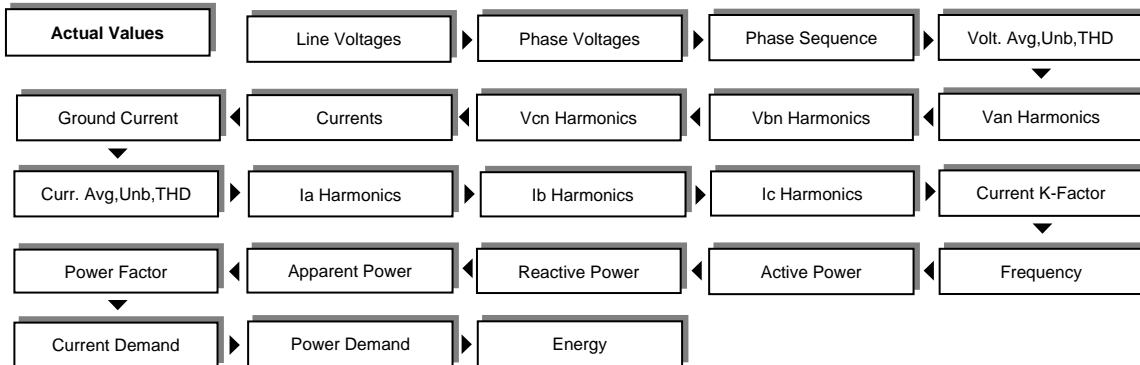 Actual Values
Line Voltages
Phase Voltages
Phase Sequence
Volt. Avg,Unb,THD
Ground Current
Currents
Vcn Harmonics
Vbn Harmonics
Van Harmonics
Curr. Avg,Unb,THD
Ia Harmonics
Ib Harmonics
Ic Harmonics
Current K-Factor
Power Factor
Apparent Power
Reactive Power
Active Power
Frequency
Current Demand
Power Demand
Energy